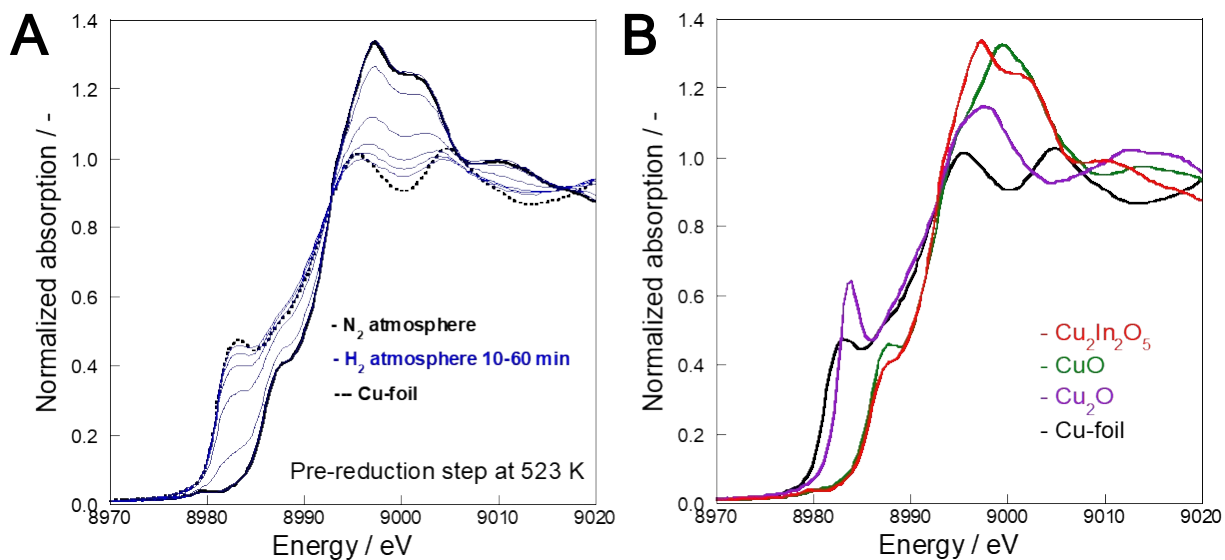 A
B
Normalized absorption / -
1.4
1.2
1.0
0.8
0.6
0.4
0.2
0.0
- N₂ atmosphere
- H₂ atmosphere 10-60 min
--- Cu-foil
Pre-reduction step at 523 K
8970 8980 8990 9000 9010 9020
Energy / eV
Normalized absorption / -
1.4
1.2
1.0
0.8
0.6
0.4
0.2
0.0
- Cu₂In₂O₅
- CuO
- Cu₂O
- Cu-foil
8970 8980 8990 9000 9010 9020
Energy / eV